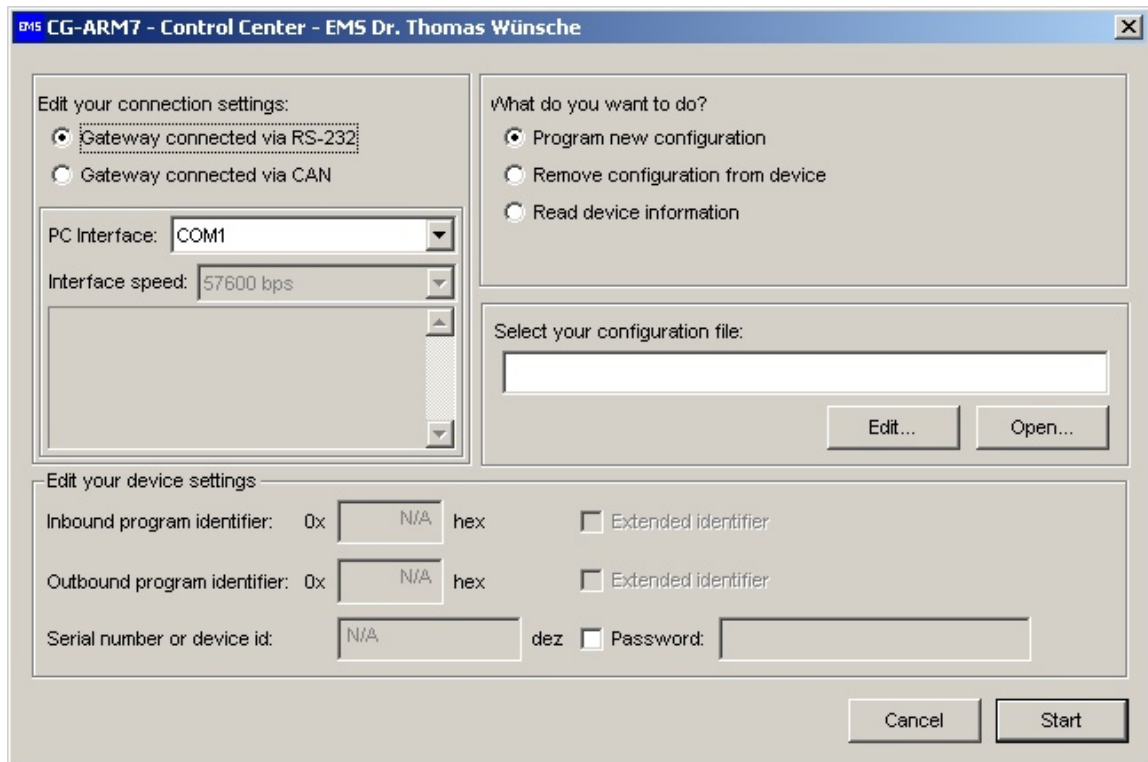 EMS CG-ARM7 - Control Center - EMS Dr. Thomas Wünsche
Edit your connection settings:
Gateway connected via RS-232
Gateway connected via CAN
PC Interface: COM1
Interface speed: 57600 bps
What do you want to do?
Program new configuration
Remove configuration from device
Read device information
Select your configuration file:
Edit... Open...
Edit your device settings
Inbound program identifier: 0x N/A hex Extended identifier
Outbound program identifier: 0x N/A hex Extended identifier
Serial number or device id: N/A dez Password:
Cancel Start